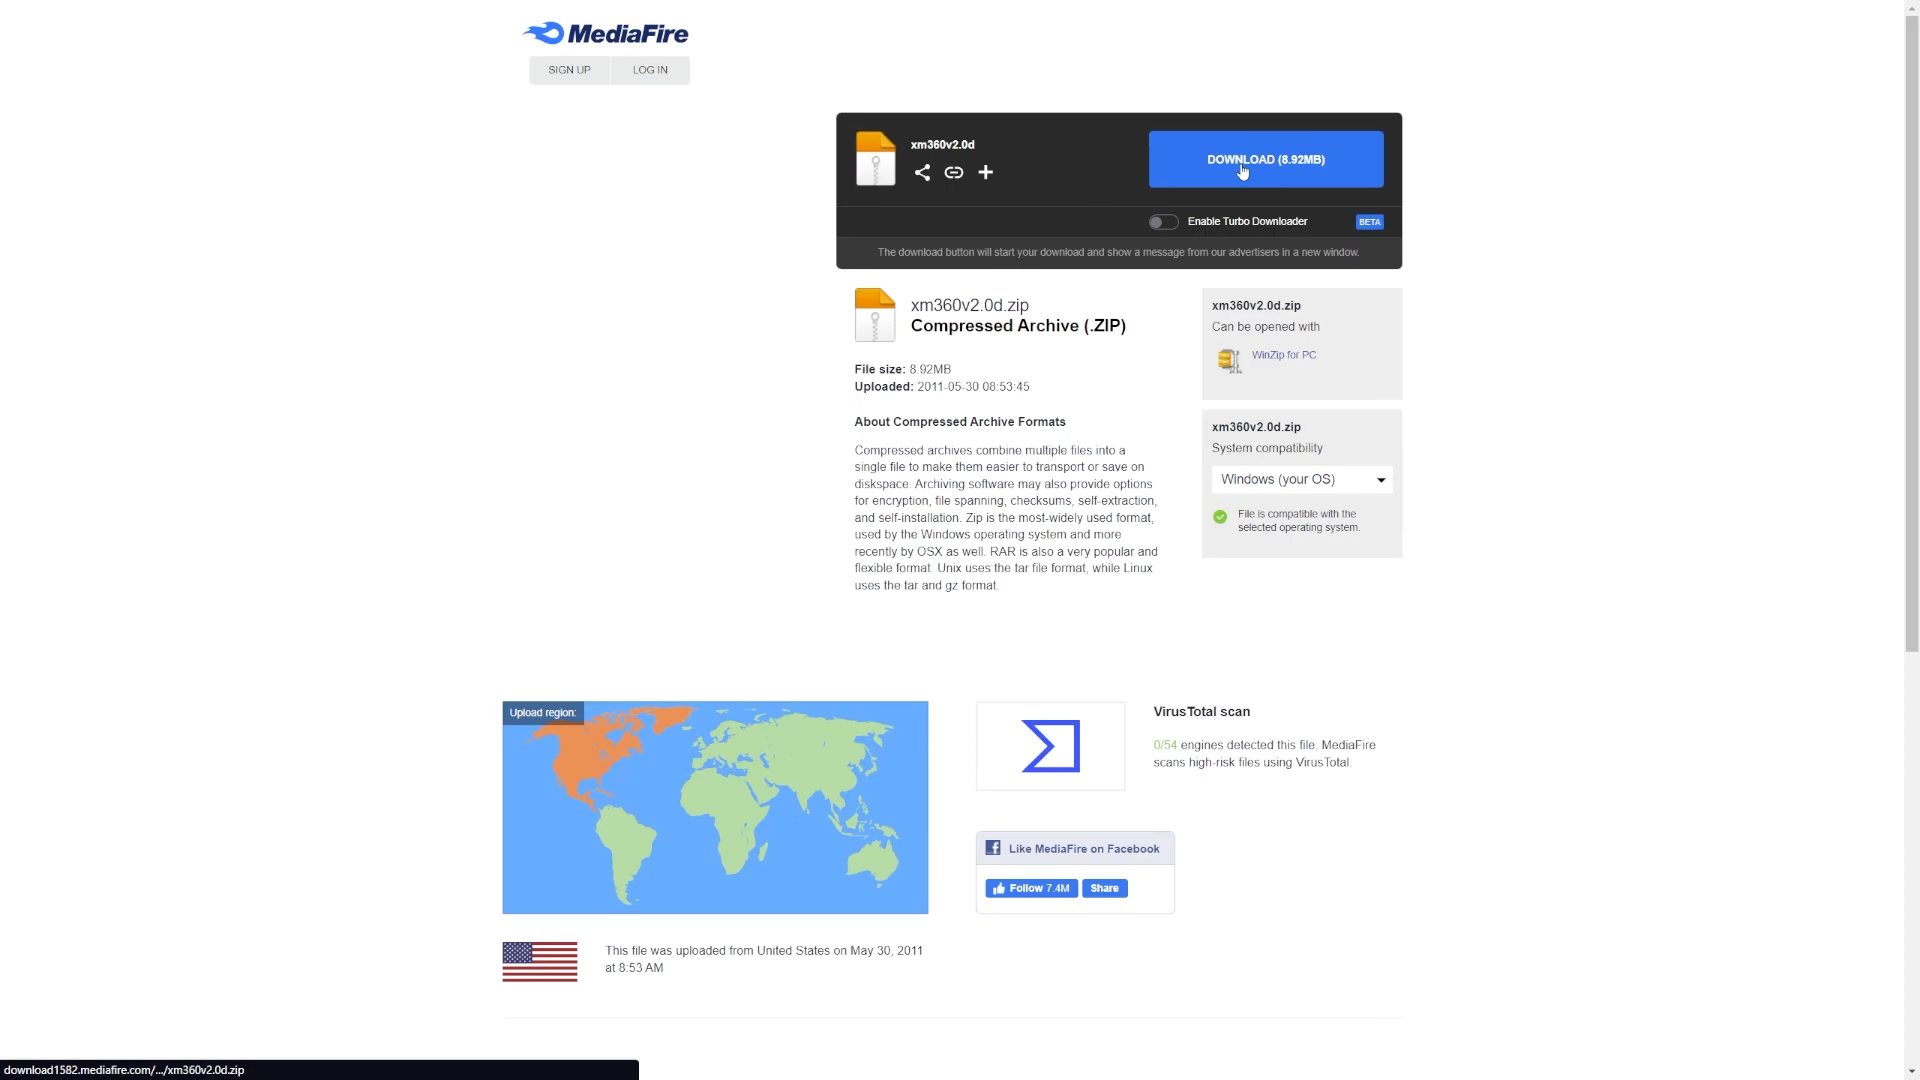 MediaFire
SIGN UP
LOG IN
xm360v2.0d
DOWNLOAD (8.92MB)
Enable Turbo Downloader
BETA
The download button will start your download and show a message from our advertisers in a new window.
xm360v2.0d.zip
Compressed Archive (.ZIP)
File size: 8.92MB
Uploaded: 2011-05-30 08:53:45
About Compressed Archive Formats
Compressed archives combine multiple files into a
single file to make them easier to transport or save on
diskspace. Archiving software may also provide options
for encryption, file spanning, checksums, self-extraction,
and self-installation. Zip is the most-widely used format,
used by the Windows operating system and more
recently by OSX as well. RAR is also a very popular and
flexible format. Unix uses the tar file format, while Linux
uses the tar and gz format.
xm360v2.0d.zip
Can be opened with
WinZip for PC
xm360v2.0d.zip
System compatibility
Windows (your OS)
File is compatible with the
selected operating system.
Upload region:
VirusTotal scan
0/54 engines detected this file. MediaFire
scans high-risk files using VirusTotal.
Like MediaFire on Facebook
Follow 7.4M
Share
This file was uploaded from United States on May 30, 2011
at 8:53 AM
download1582.mediafire.com/.../xm360v2.0d.zip